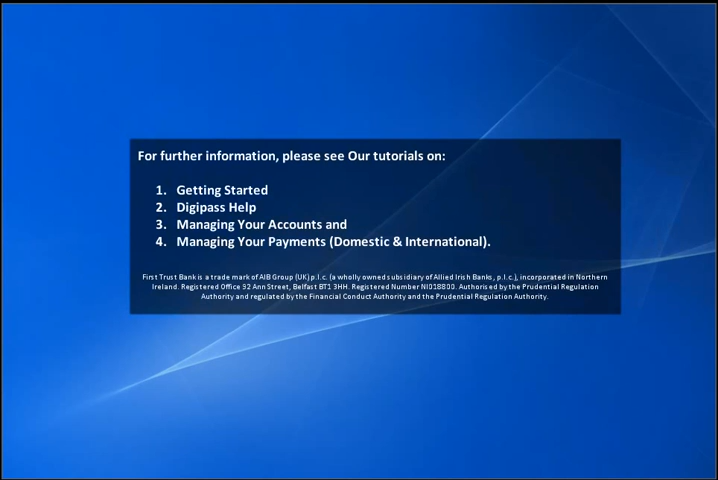 For further information, please see Our tutorials on:
1. Getting Started
2. Digipass Help
3. Managing Your Accounts and
4. Managing Your Payments (Domestic & International).
First Trust Bank is a trade mark of AIB Group (UK) p.l.c. (a wholly owned subsidiary of Allied Irish Banks, p.l.c.), incorporated in Northern
Ireland. Registered Office 92 Ann Street, Belfast BT1 3HH. Registered Number NI018800. Authorised by the Prudential Regulation
Authority and regulated by the Financial Conduct Authority and the Prudential Regulation Authority.